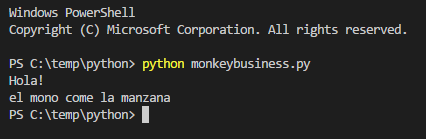 Windows PowerShell
Copyright (C) Microsoft Corporation. All rights reserved.
PS C:\temp\python> python monkeybusiness.py
Hola!
el mono come la manzana
PS C:\temp\python>